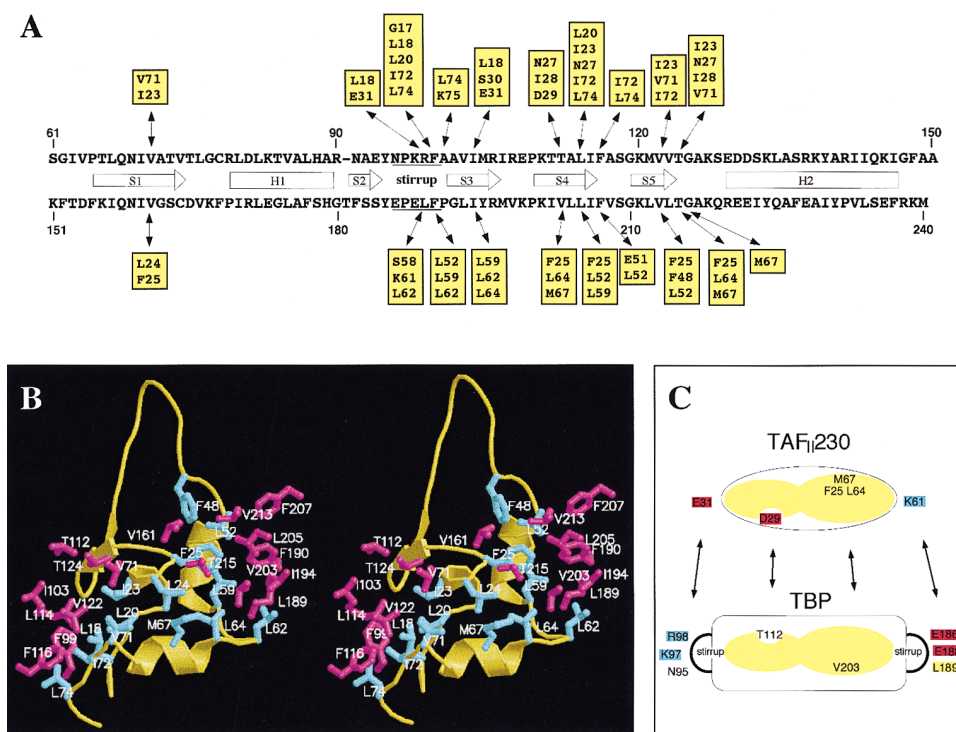 A
G17
L18
L20
I72
L74
L20
I23
N27
I72
L74
I23
N27
I28
V71
V71
I23
L18
E31
L74
K75
L18
S30
E31
N27
I28
D29
I72
L74
I23
V71
I72
61
90
120
150
SGIVPTLQNIVATVTLGCRLDLKTVALHAR-NAEYNPKRFAAVIMRIREPKTTALIFASGKMVVTGAKSEDDSKLASRKYARIIQKIGFAA
S1 H1 S2 stirrup S3 S4 S5 H2
KFTDFKIQNIVGSCDVKFPIRLEGLAFSHGTFSSYEPELFPGLIYRMVKPKIVLLIFVSGKLVLTGAKQREEIYQAFEAIYPVLSEFRKM
151
180
210
240
L24
F25
S58
K61
L62
L52
L59
L62
L59
L62
L64
F25
L64
M67
F25
L52
L59
E51
L52
F25
F48
L52
F25
L64
M67
M67
B
F48
F207
V213
L52
V161
L205
T112
F25
F190
T124
T215
V71
V203
I194
I103
I23
L24
L59
L189
V122
L20
L114
L18
M67
L64
L62
F99
V71
F116
I72
L74
F48
F207
V213
L52
V161
L205
T112
F25
F190
T124
T215
V71
V203
I194
I103
I23
L24
L59
L189
V122
L20
L114
L18
M67
L64
L62
F99
V71
F116
I72
L74
C
TAFII230
M67
F25 L64
E31
D29
K61
TBP
R98
K97
N95
stirrup
T112
V203
stirrup
E186
E188
L189